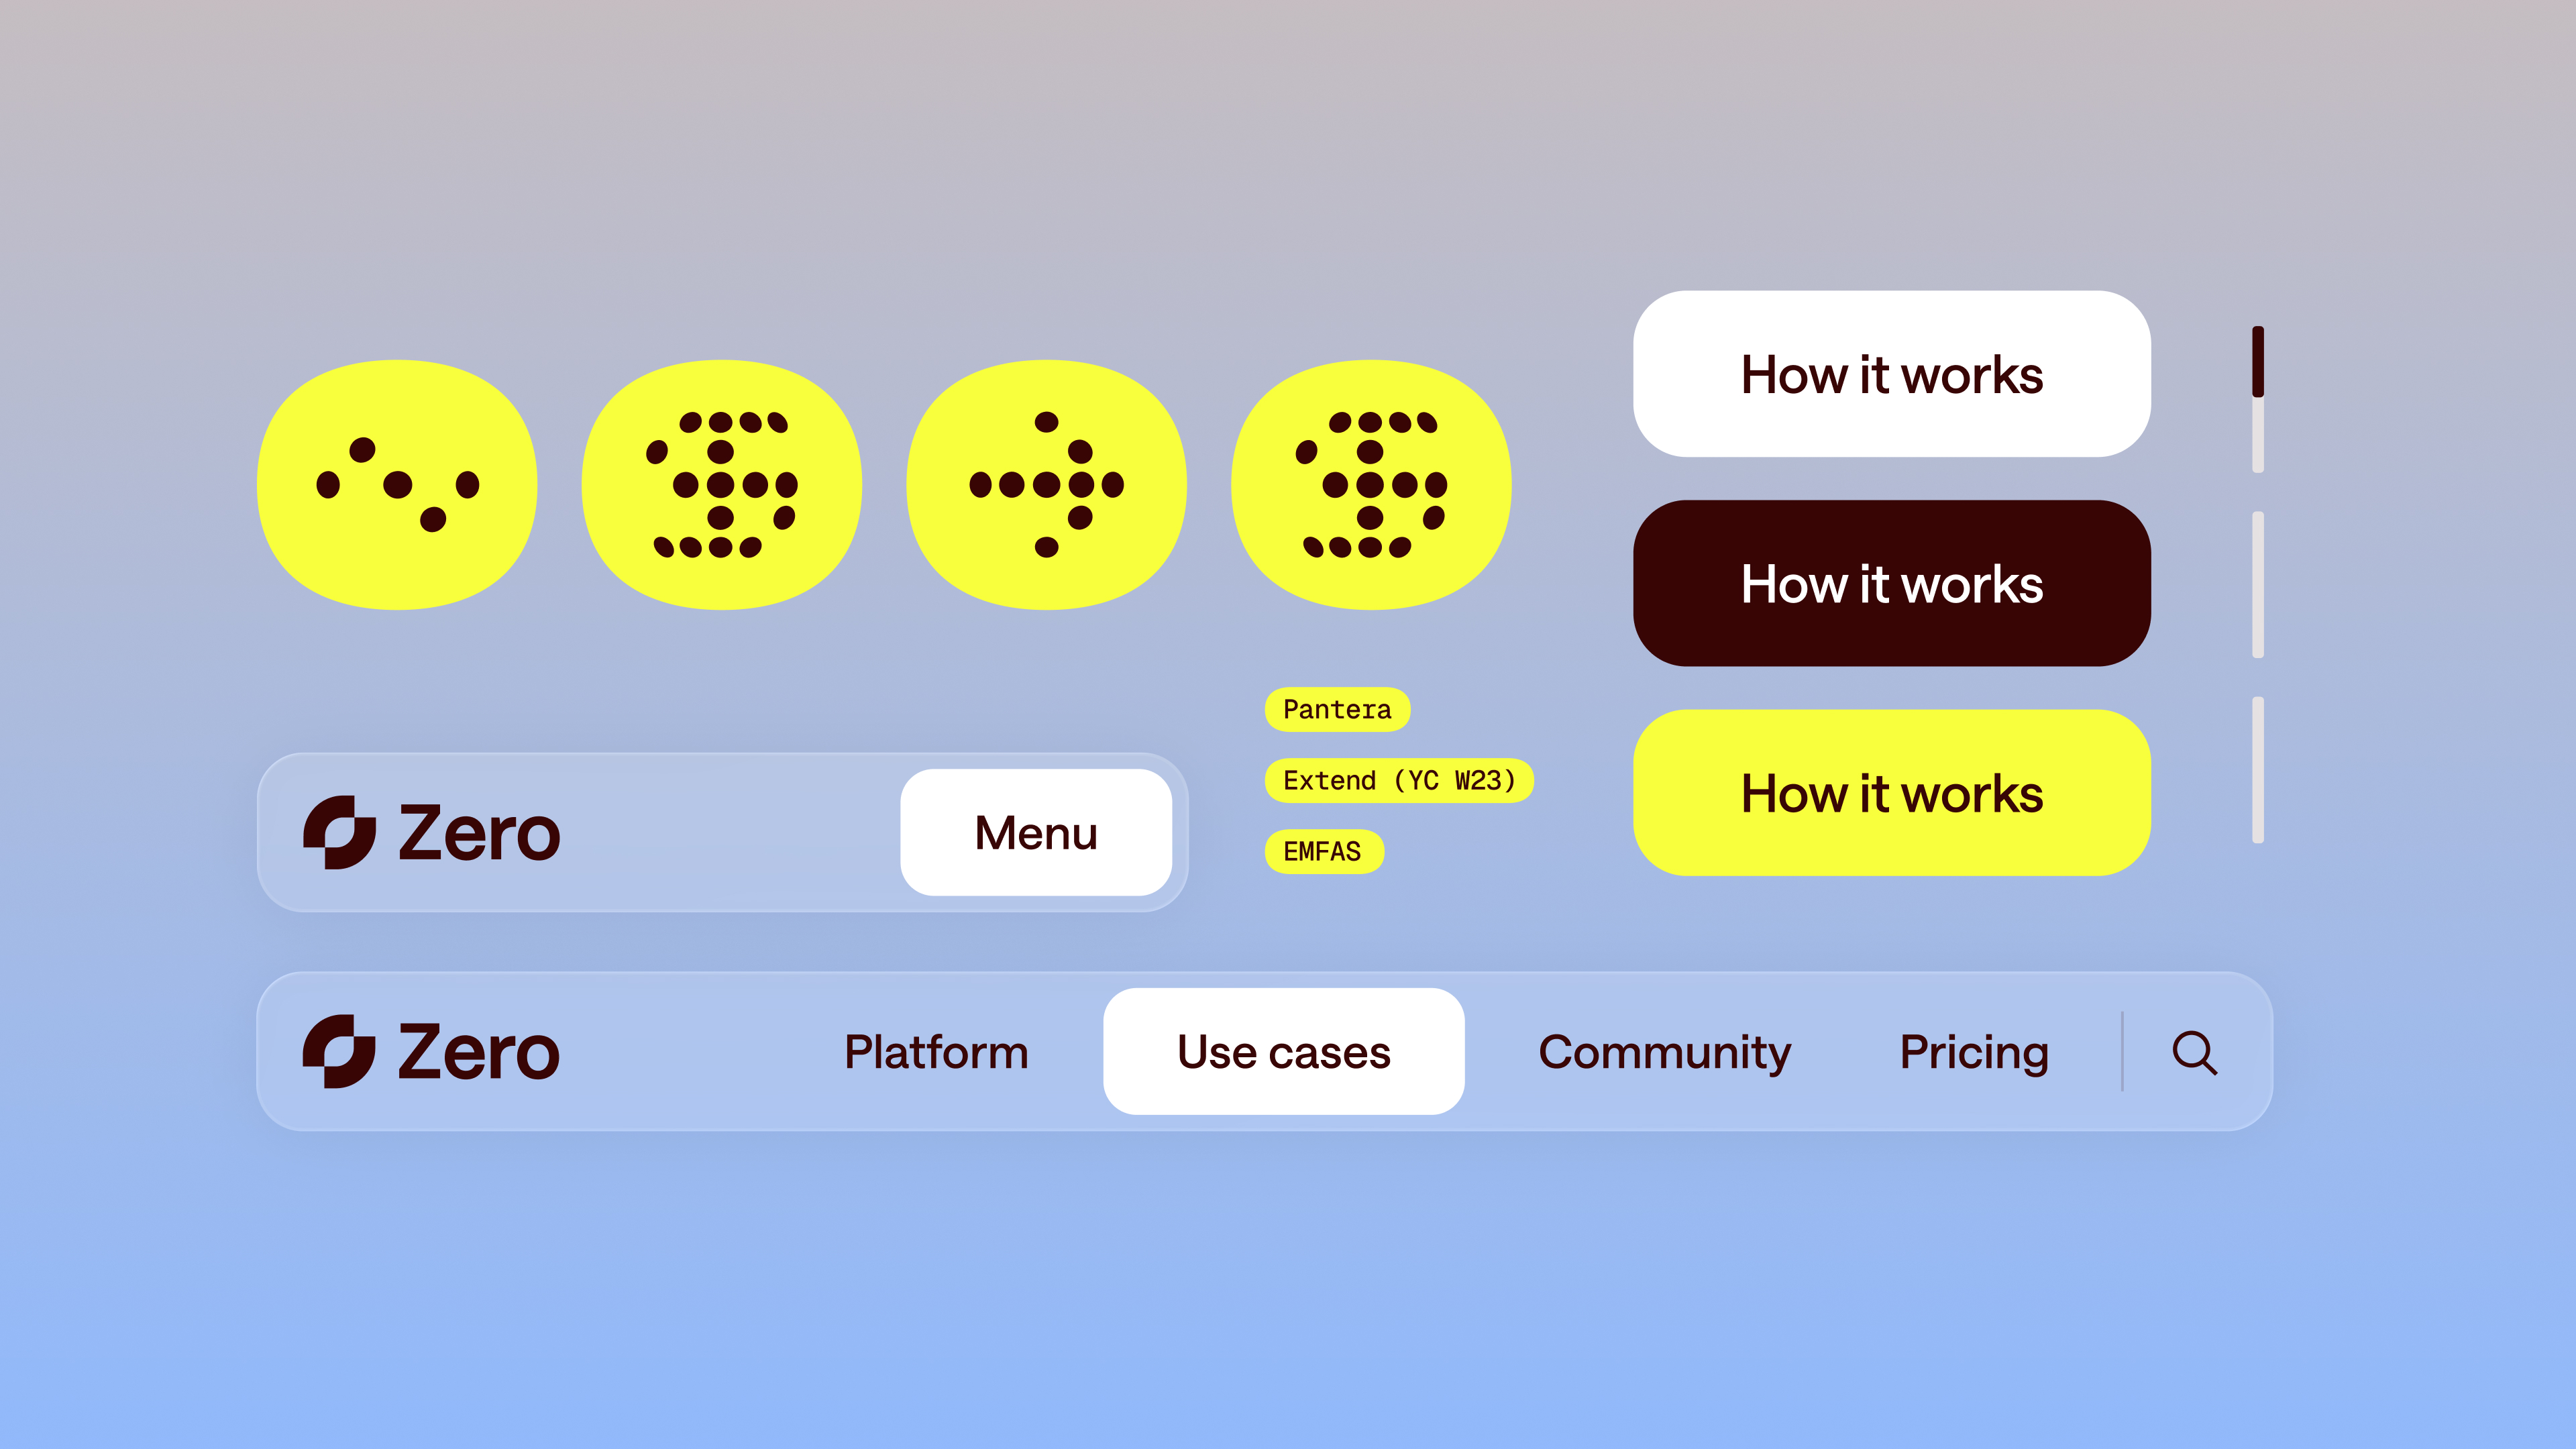 How it works
How it works
Pantera
Extend (YC W23)
EMFAS
How it works
Zero
Menu
Zero
Platform
Use cases
Community
Pricing